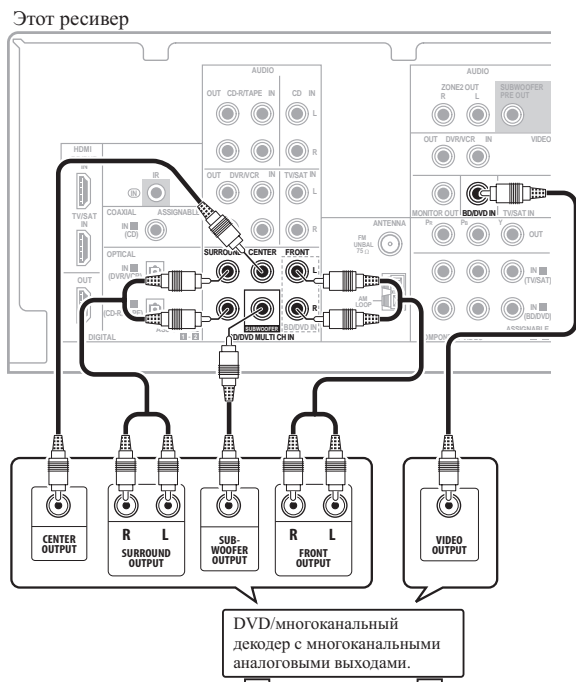 Этот ресивер
AUDIO
AUDIO
OUT CD-R/TAPE IN
CD IN
ZONE2 OUT
R L
SUBWOOFER
PRE OUT
L
R
OUT DVR/VCR IN
VIDEO
HDMI
IN
IR
IN
OUT DVR/VCR IN
TV/SAT IN
L
R
TV/SAT
IN
COAXIAL
ASSIGNABLE
IN
(CD)
MONITOR OUT
BD/DVD IN
TV/SAT IN
ANTENNA
FM
UNSAL
75 Ω
PR PB Y
OUT
OPTICAL
SURROUND
CENTER
FRONT
IN
(DVR/VCR)
L
IN
(TV/SAT)
OUT
AM
LOOP
R
IN
(BD/DVD)
SUBWOOFER
BD/DVD IN
ASSIGNABLE
DIGITAL
BD/DVD MULTI CH IN
CENTER
OUTPUT
R L
SURROUND
OUTPUT
SUB-
WOOFER
OUTPUT
R L
FRONT
OUTPUT
VIDEO
OUTPUT
DVD/многоканальный
декодер с многоканальными
аналоговыми выходами.